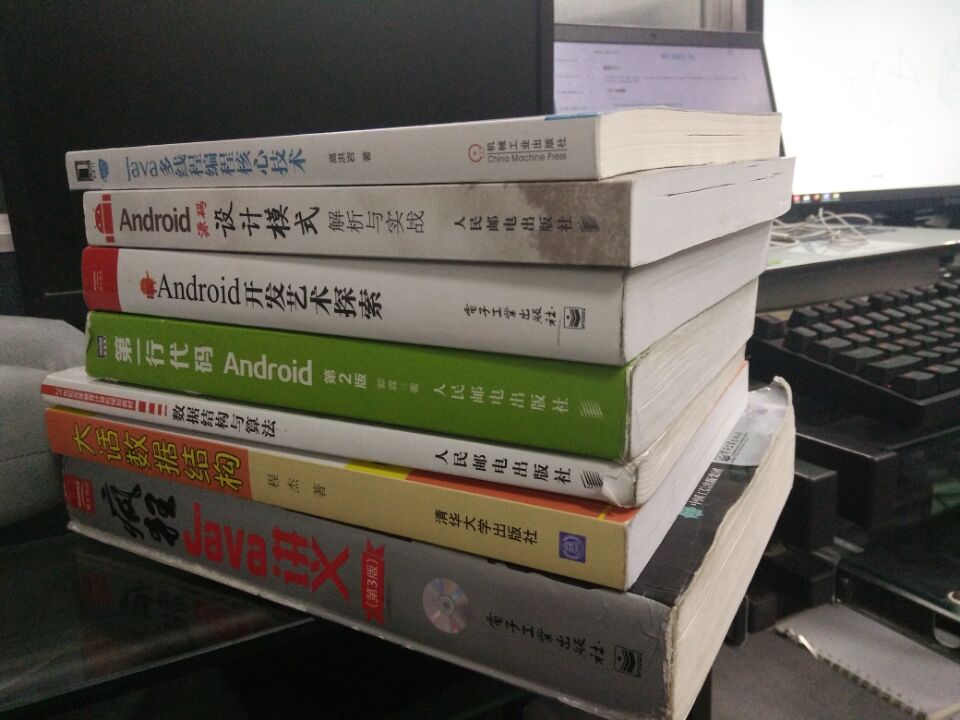 Java多线程编程核心技术 高洪岩 著 机械工业出版社
China Machine Press
Android 源码 设计模式 解析与实战 人民邮电出版社
Android开发艺术探索 电子工业出版社
第一行代码 Android 第2版 郭霖 著 人民邮电出版社
数据结构与算法 人民邮电出版社
大话数据结构 程杰 著 清华大学出版社
疯狂Java讲义 (第3版) 電子工業出版社